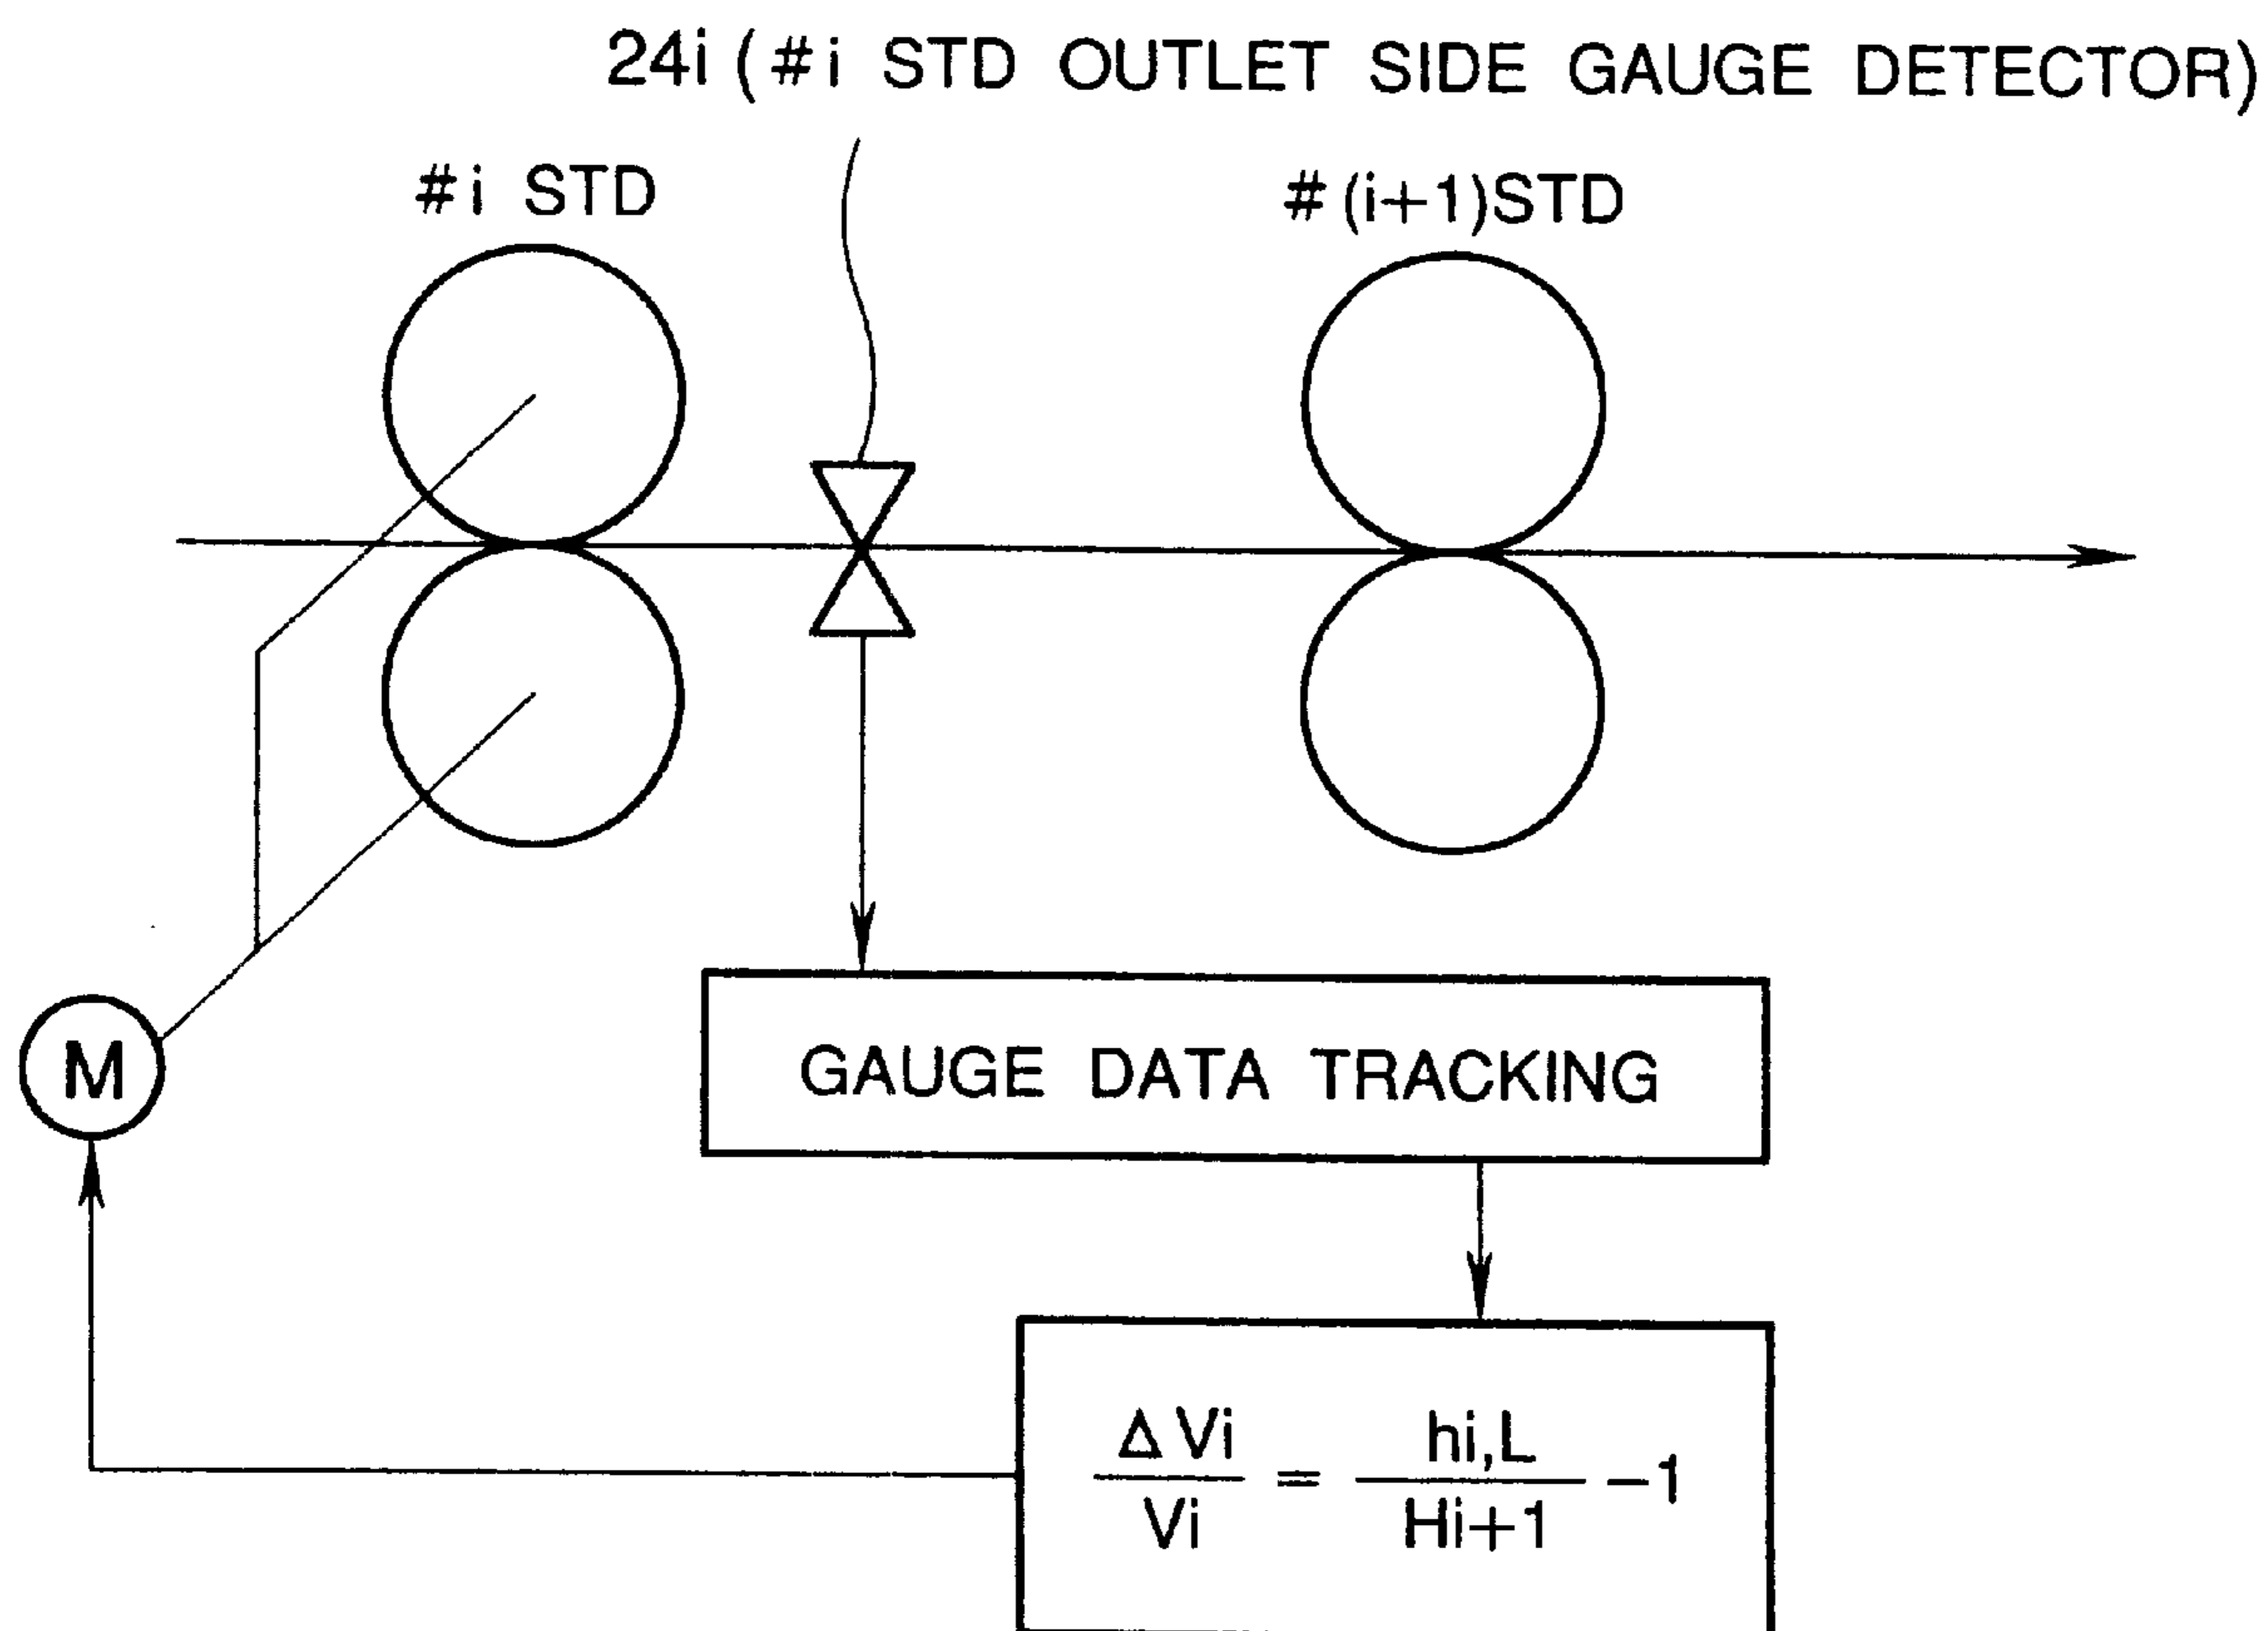 24i (#i STD OUTLET SIDE GAUGE DETECTOR)
#i STD
#(i+1)STD
M
GAUGE DATA TRACKING
ΔVi/Vi = hi,L/Hi+1 −1